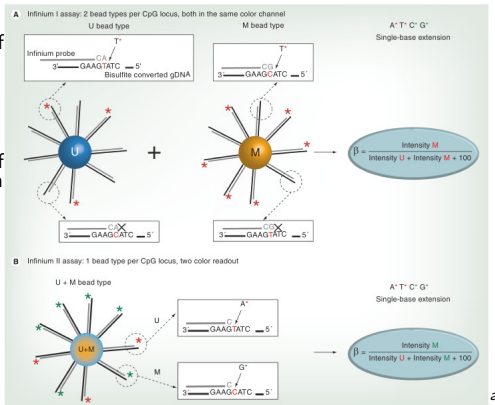 A Infinium I assay: 2 bead types per CpG locus, both in the same color channel
U bead type
M bead type
A* T* C* G*
Single-base extension
T*
Infinium probe
CA
3' GAAGTATC 5'
Bisulfite converted gDNA
T*
CG
3' GAAGCATC 5'
U
+
M
β = Intensity M
Intensity U + Intensity M + 100
CA
3' GAAGCATC 5'
CG
3' GAAGTATC 5'
B Infinium II assay: 1 bead type per CpG locus, two color readout
U + M bead type
A* T* C* G*
Single-base extension
A*
U
C
3' GAAGTATC 5'
U+M
β = Intensity M
Intensity U + Intensity M + 100
M
G*
C
3' GAAGCATC 5'